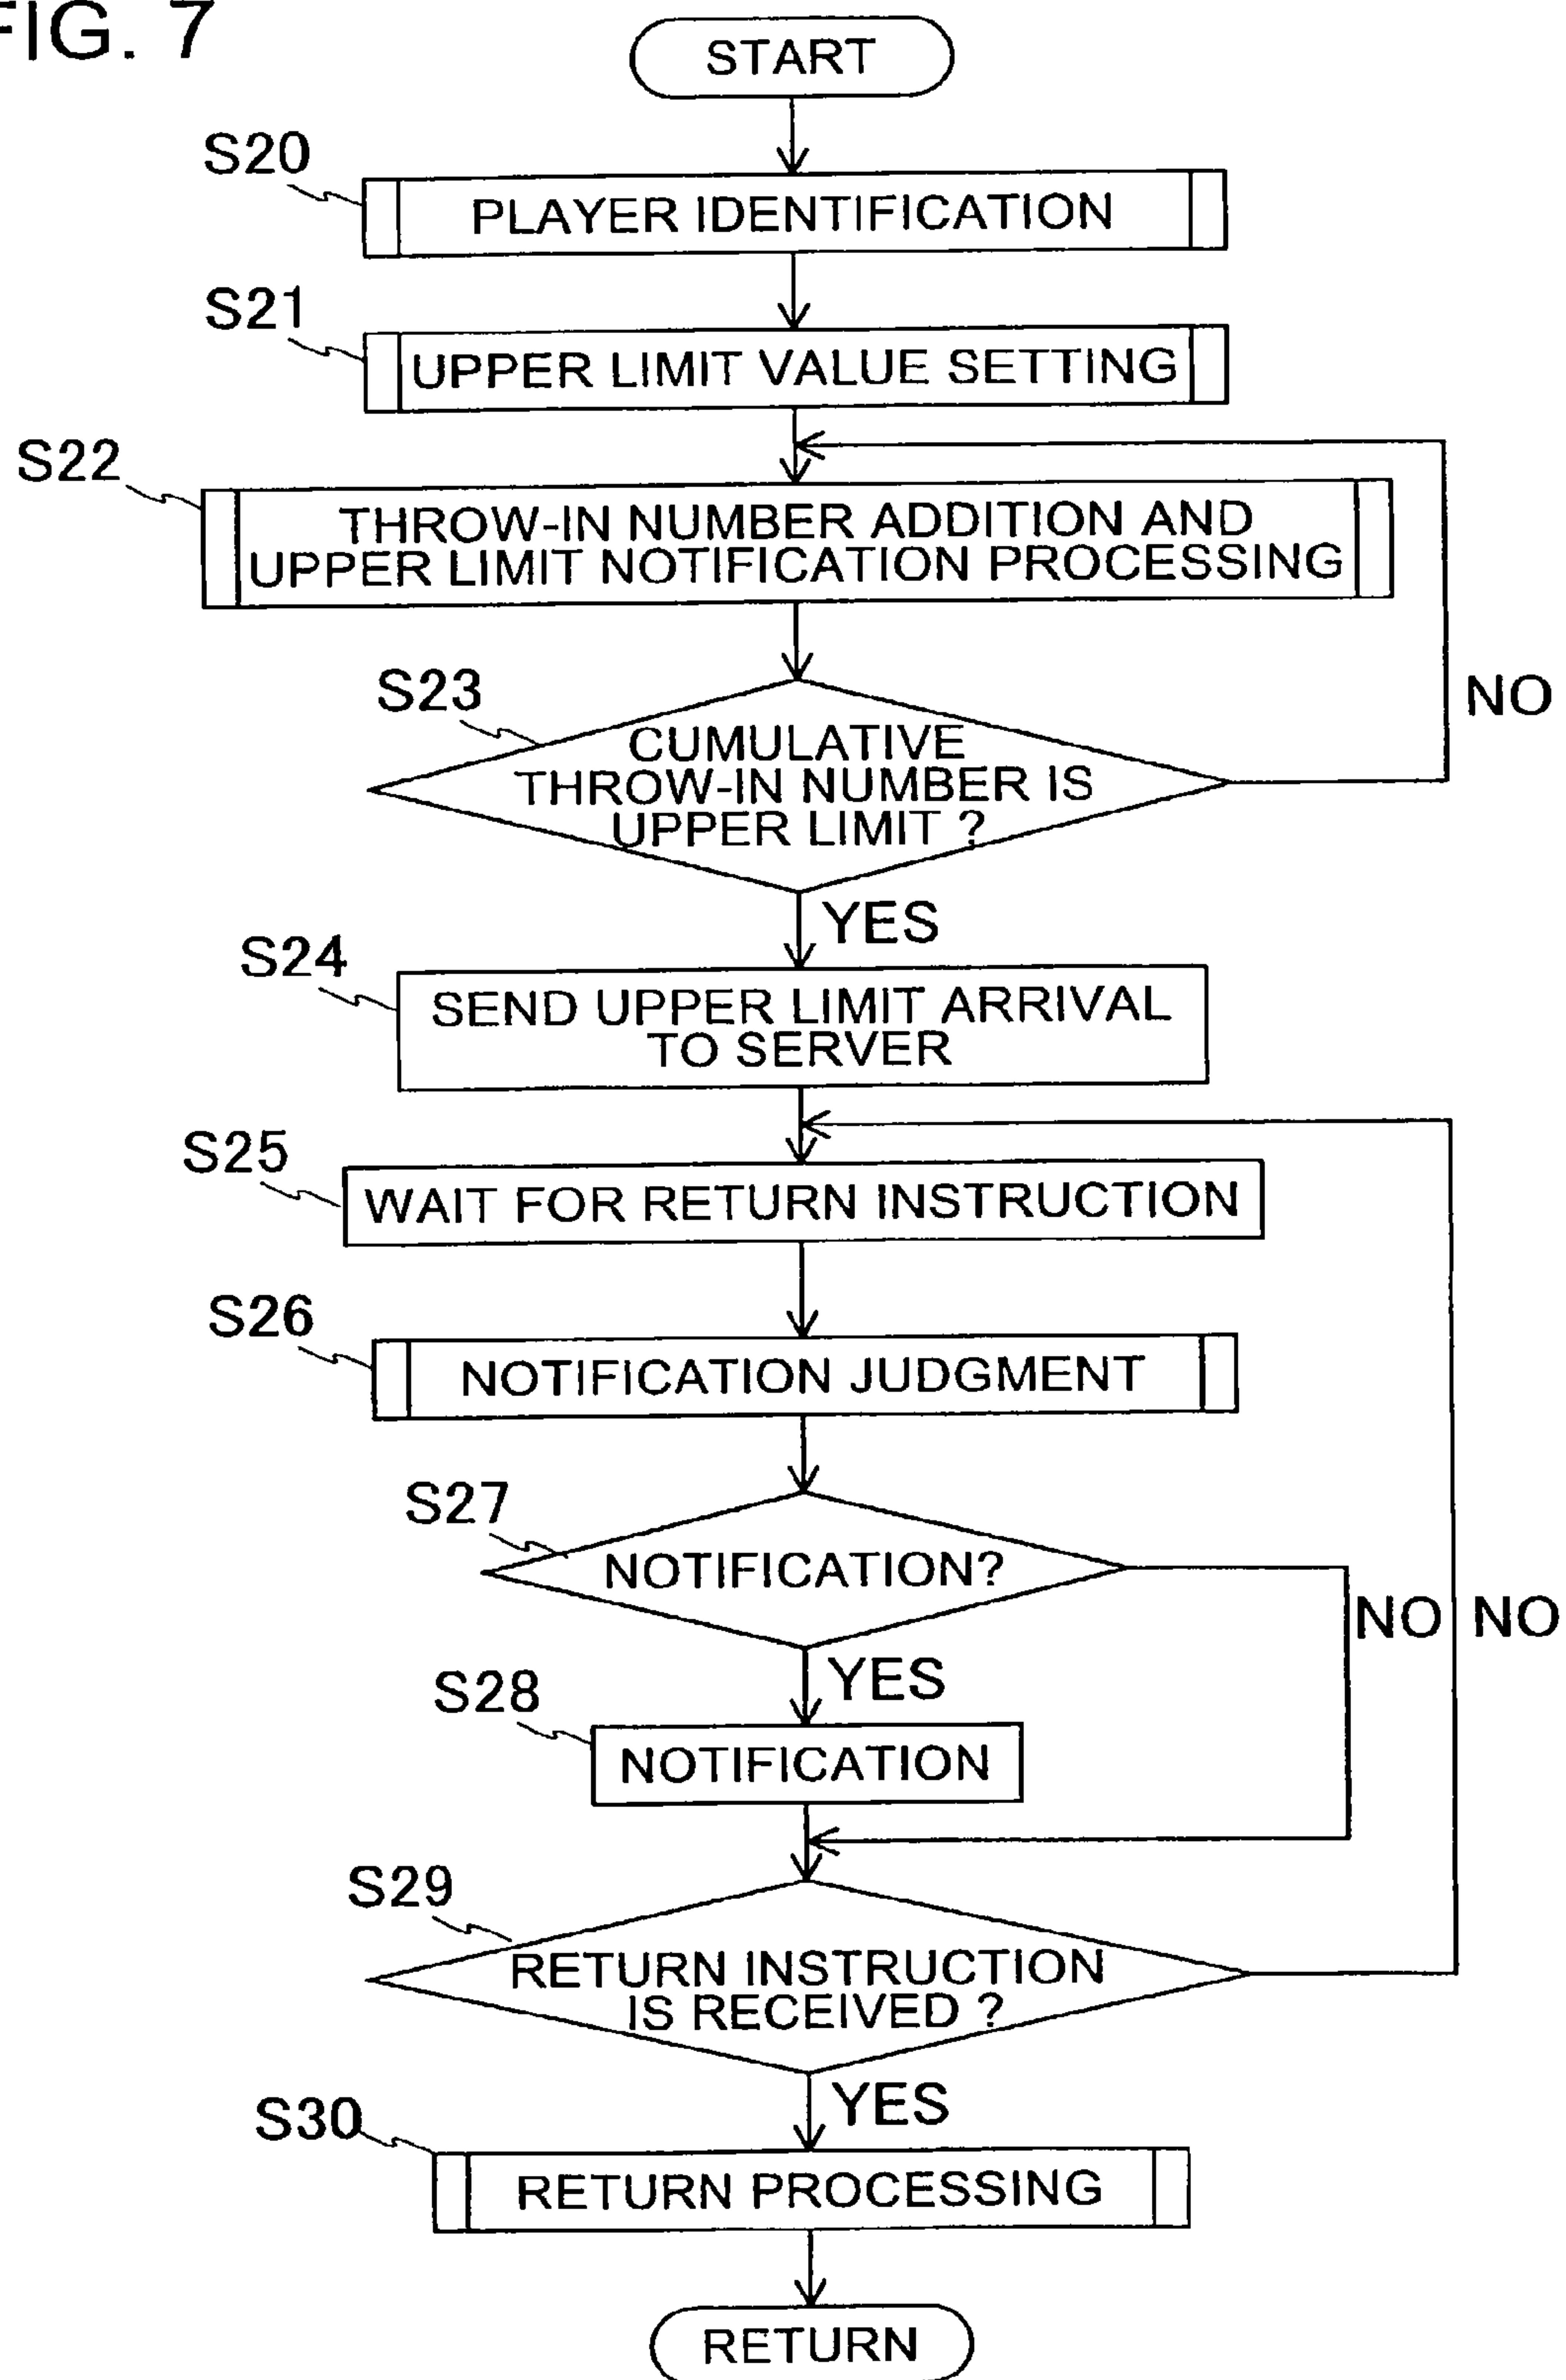 FIG. 7
START
S20
PLAYER IDENTIFICATION
S21
UPPER LIMIT VALUE SETTING
S22
THROW-IN NUMBER ADDITION AND
UPPER LIMIT NOTIFICATION PROCESSING
S23
CUMULATIVE
THROW-IN NUMBER IS
UPPER LIMIT ?
NO
YES
S24
SEND UPPER LIMIT ARRIVAL
TO SERVER
S25
WAIT FOR RETURN INSTRUCTION
S26
NOTIFICATION JUDGMENT
S27
NOTIFICATION?
NO
NO
YES
S28
NOTIFICATION
S29
RETURN INSTRUCTION
IS RECEIVED ?
YES
S30
RETURN PROCESSING
RETURN